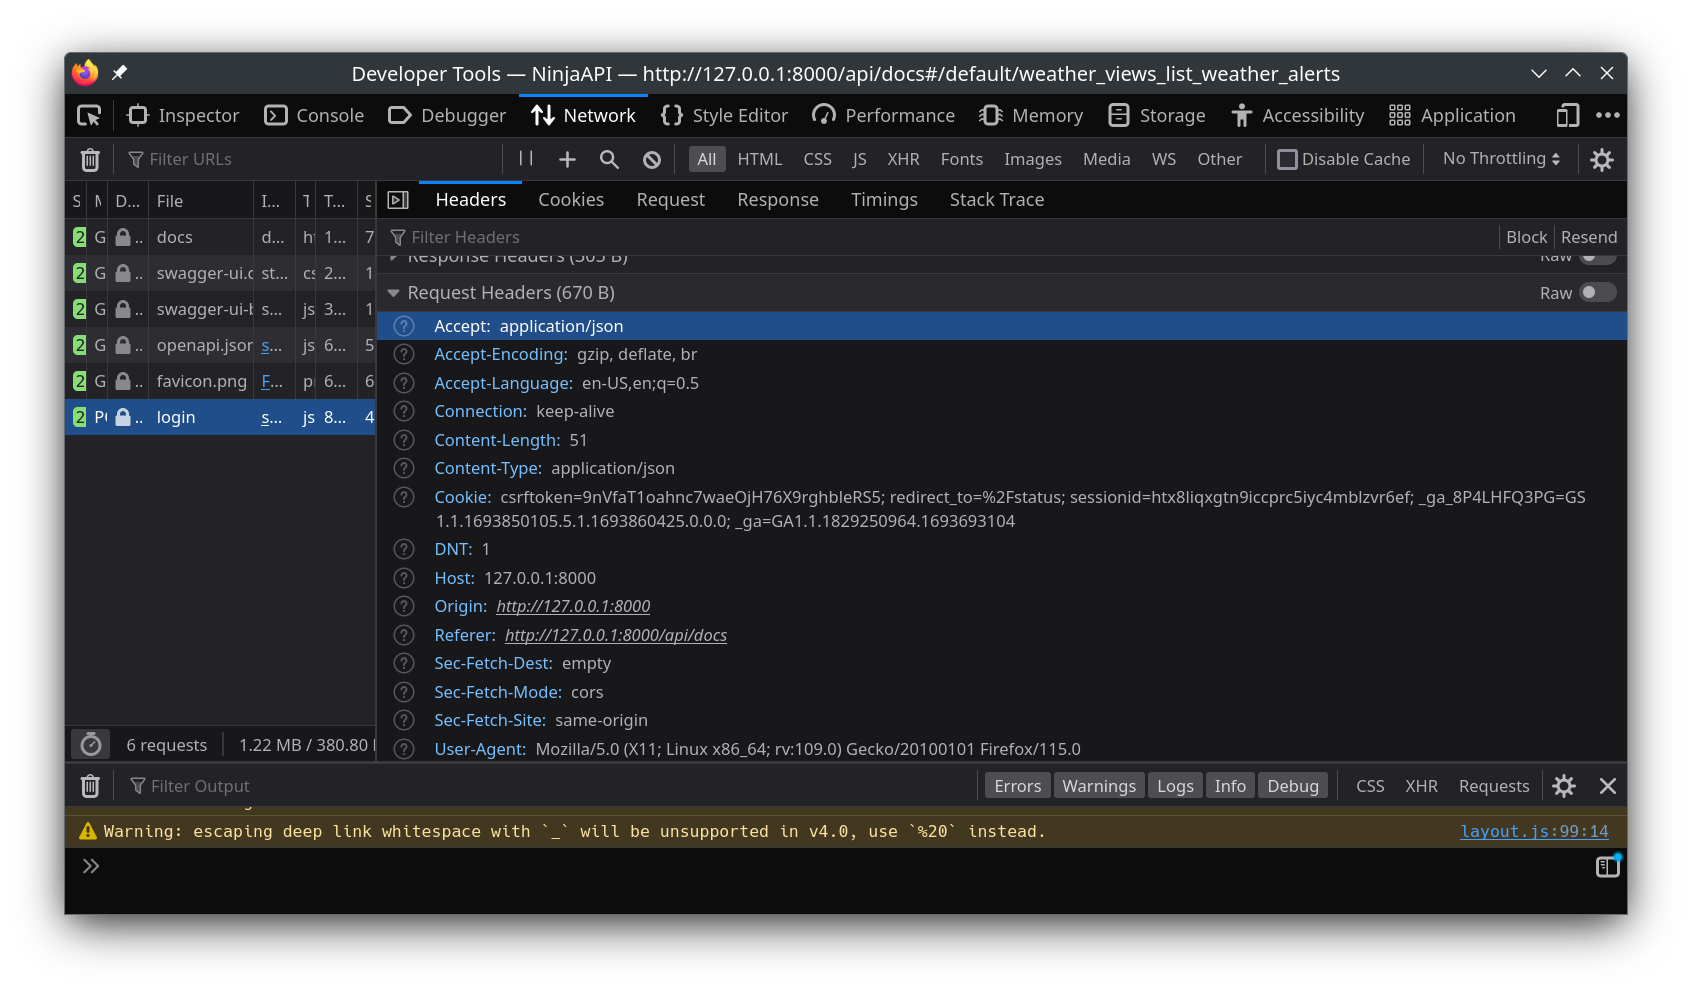 Developer Tools — NinjaAPI — http://127.0.0.1:8000/api/docs#/default/weather_views_list_weather_alerts
Inspector Console Debugger Network Style Editor Performance Memory Storage Accessibility Application
Filter URLs All HTML CSS JS XHR Fonts Images Media WS Other Disable Cache No Throttling
S M D... File I... T T... S
Headers Cookies Request Response Timings Stack Trace
2 G .. docs d... ht 1... 7
2 G .. swagger-ui.c st... cs 2... 1
2 G .. swagger-ui-b s... js 3... 1
2 G .. openapi.json s... js 6... 5
2 G .. favicon.png F... pr 6... 6
2 PO .. login s... js 8... 4
6 requests 1.22 MB / 380.80
Filter Headers Block Resend
Response Headers (505 B) Raw
Request Headers (670 B) Raw
Accept: application/json
Accept-Encoding: gzip, deflate, br
Accept-Language: en-US,en;q=0.5
Connection: keep-alive
Content-Length: 51
Content-Type: application/json
Cookie: csrftoken=9nVfaT1oahnc7waeOjH76X9rghbleRS5; redirect_to=%2Fstatus; sessionid=htx8liqxgtn9iccprc5iyc4mblzvr6ef; _ga_8P4LHFQ3PG=GS
1.1.1693850105.5.1.1693860425.0.0.0; _ga=GA1.1.1829250964.1693693104
DNT: 1
Host: 127.0.0.1:8000
Origin: http://127.0.0.1:8000
Referer: http://127.0.0.1:8000/api/docs
Sec-Fetch-Dest: empty
Sec-Fetch-Mode: cors
Sec-Fetch-Site: same-origin
User-Agent: Mozilla/5.0 (X11; Linux x86_64; rv:109.0) Gecko/20100101 Firefox/115.0
Filter Output Errors Warnings Logs Info Debug CSS XHR Requests
Warning: escaping deep link whitespace with `_` will be unsupported in v4.0, use `%20` instead. layout.js:99:14